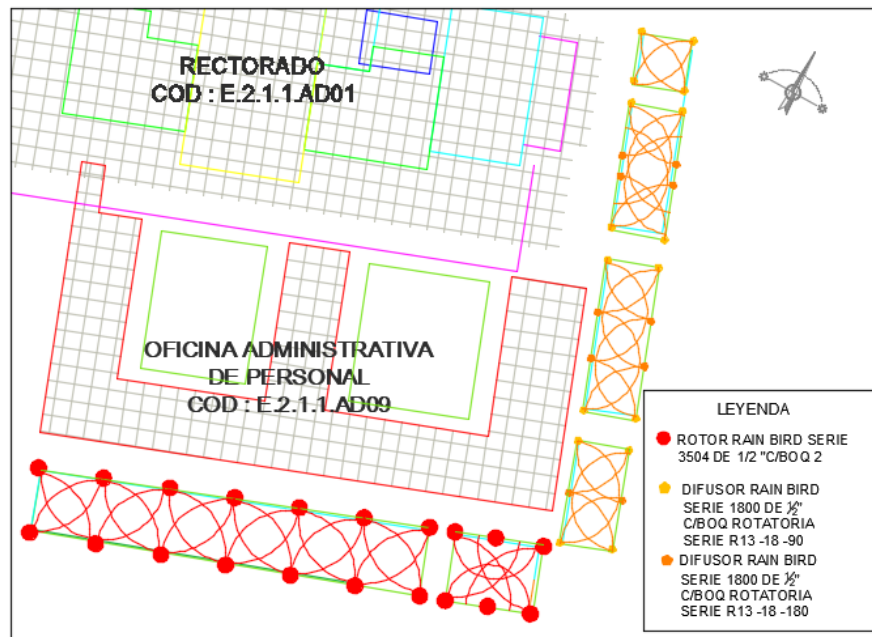 RECTORADO
COD : E.2.1.1.AD01
OFICINA ADMINISTRATIVA
DE PERSONAL
COD : E.2.1.1.AD09
LEYENDA
ROTOR RAIN BIRD SERIE
3504 DE 1/2 "C/BOQ 2
DIFUSOR RAIN BIRD
SERIE 1800 DE ½"
C/BOQ ROTATORIA
SERIE R13 -18 -90
DIFUSOR RAIN BIRD
SERIE 1800 DE ½"
C/BOQ ROTATORIA
SERIE R13 -18 -180